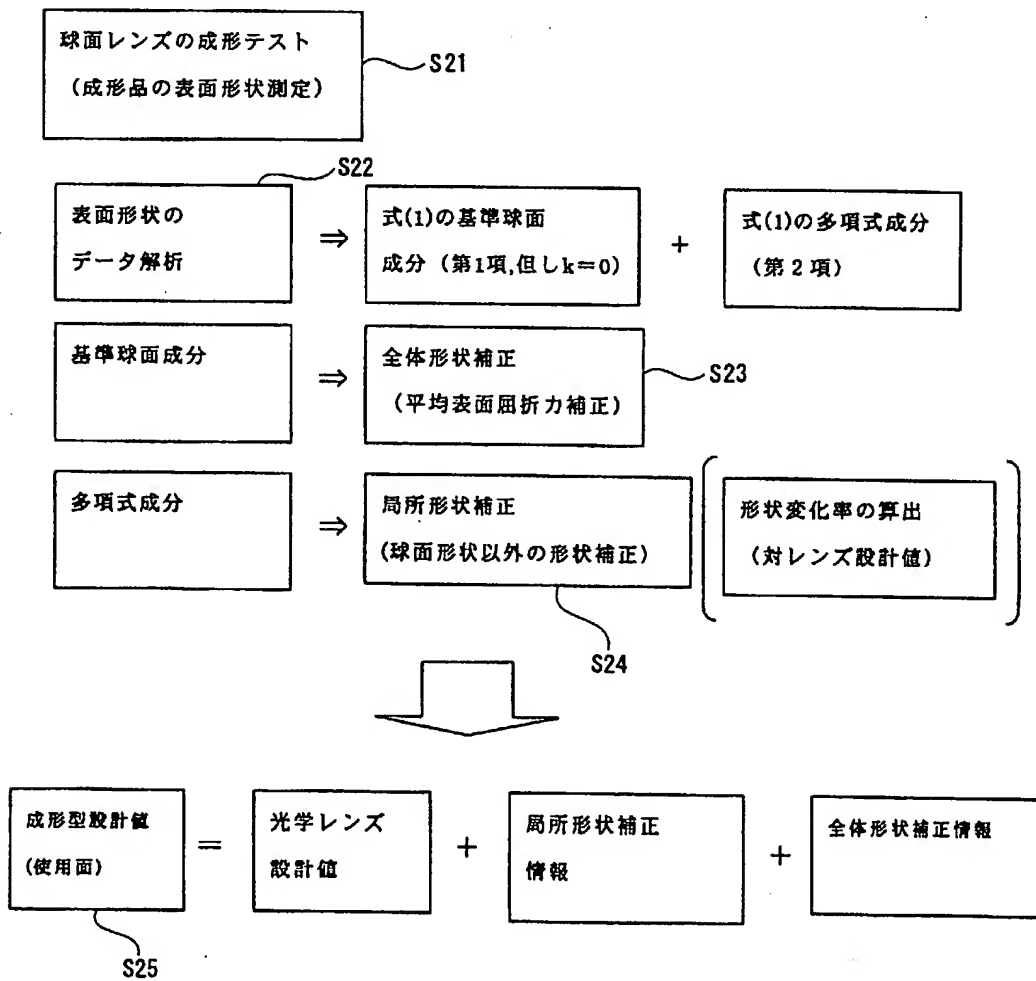 球面レンズの成形テスト
(成形品の表面形状測定)
S21
S22
表面形状の
データ解析
⇒
式(1)の基準球面
成分(第1項,但しk=0)
+
式(1)の多項式成分
(第2項)
基準球面成分
⇒
全体形状補正
(平均表面屈折力補正)
S23
多項式成分
⇒
局所形状補正
(球面形状以外の形状補正)
形状変化率の算出
(対レンズ設計値)
S24
成形型設計値
(使用面)
=
光学レンズ
設計値
+
局所形状補正
情報
+
全体形状補正情報
S25